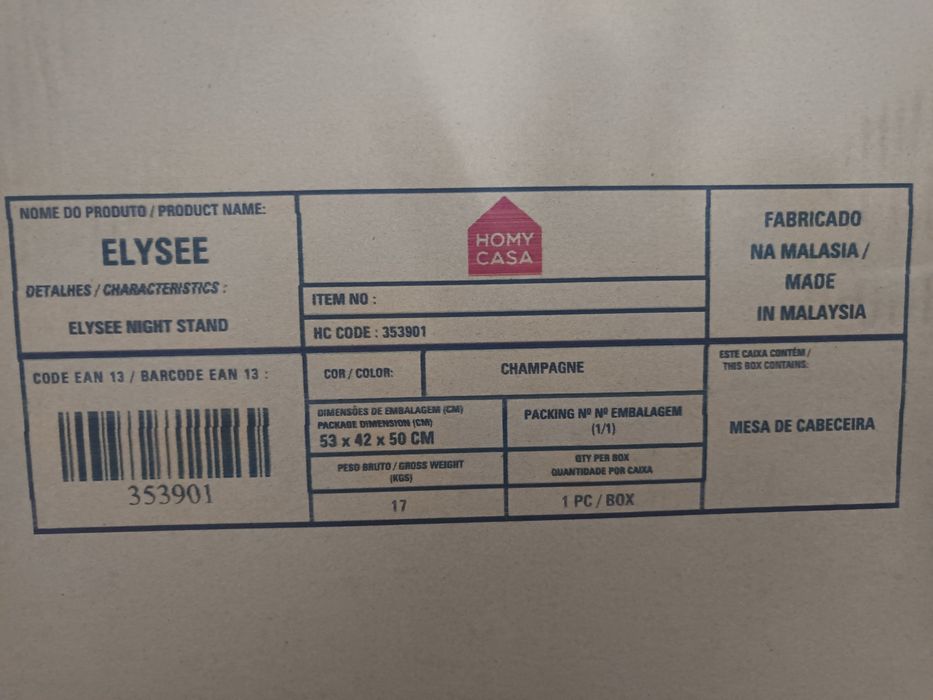 NOME DO PRODUTO / PRODUCT NAME:
ELYSEE
DETALHES / CHARACTERISTICS :
ELYSEE NIGHT STAND
HOMY
CASA
ITEM NO :
HC CODE : 353901
FABRICADO
NA MALASIA /
MADE
IN MALAYSIA
CODE EAN 13 / BARCODE EAN 13 :
353901
COR / COLOR:
CHAMPAGNE
DIMENSÕES DE EMBALAGEM (CM)
PACKAGE DIMENSION (CM)
53 x 42 x 50 CM
PESO BRUTO / GROSS WEIGHT
(KGS)
17
PACKING Nº Nº EMBALAGEM
(1/1)
QTY PER BOX
QUANTIDADE POR CAIXA
1 PC / BOX
ESTE CAIXA CONTÉM /
THIS BOX CONTAINS:
MESA DE CABECEIRA